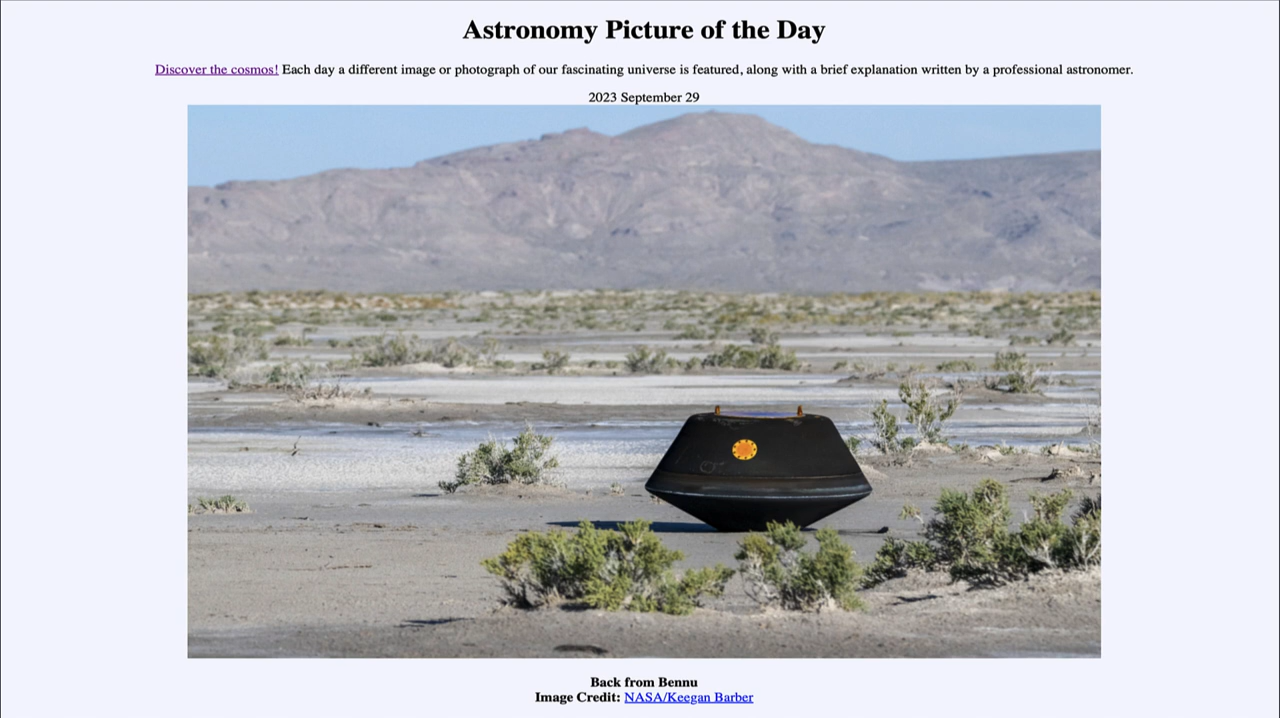 Astronomy Picture of the Day
Discover the cosmos! Each day a different image or photograph of our fascinating universe is featured, along with a brief explanation written by a professional astronomer.
2023 September 29
Back from Bennu
Image Credit: NASA/Keegan Barber